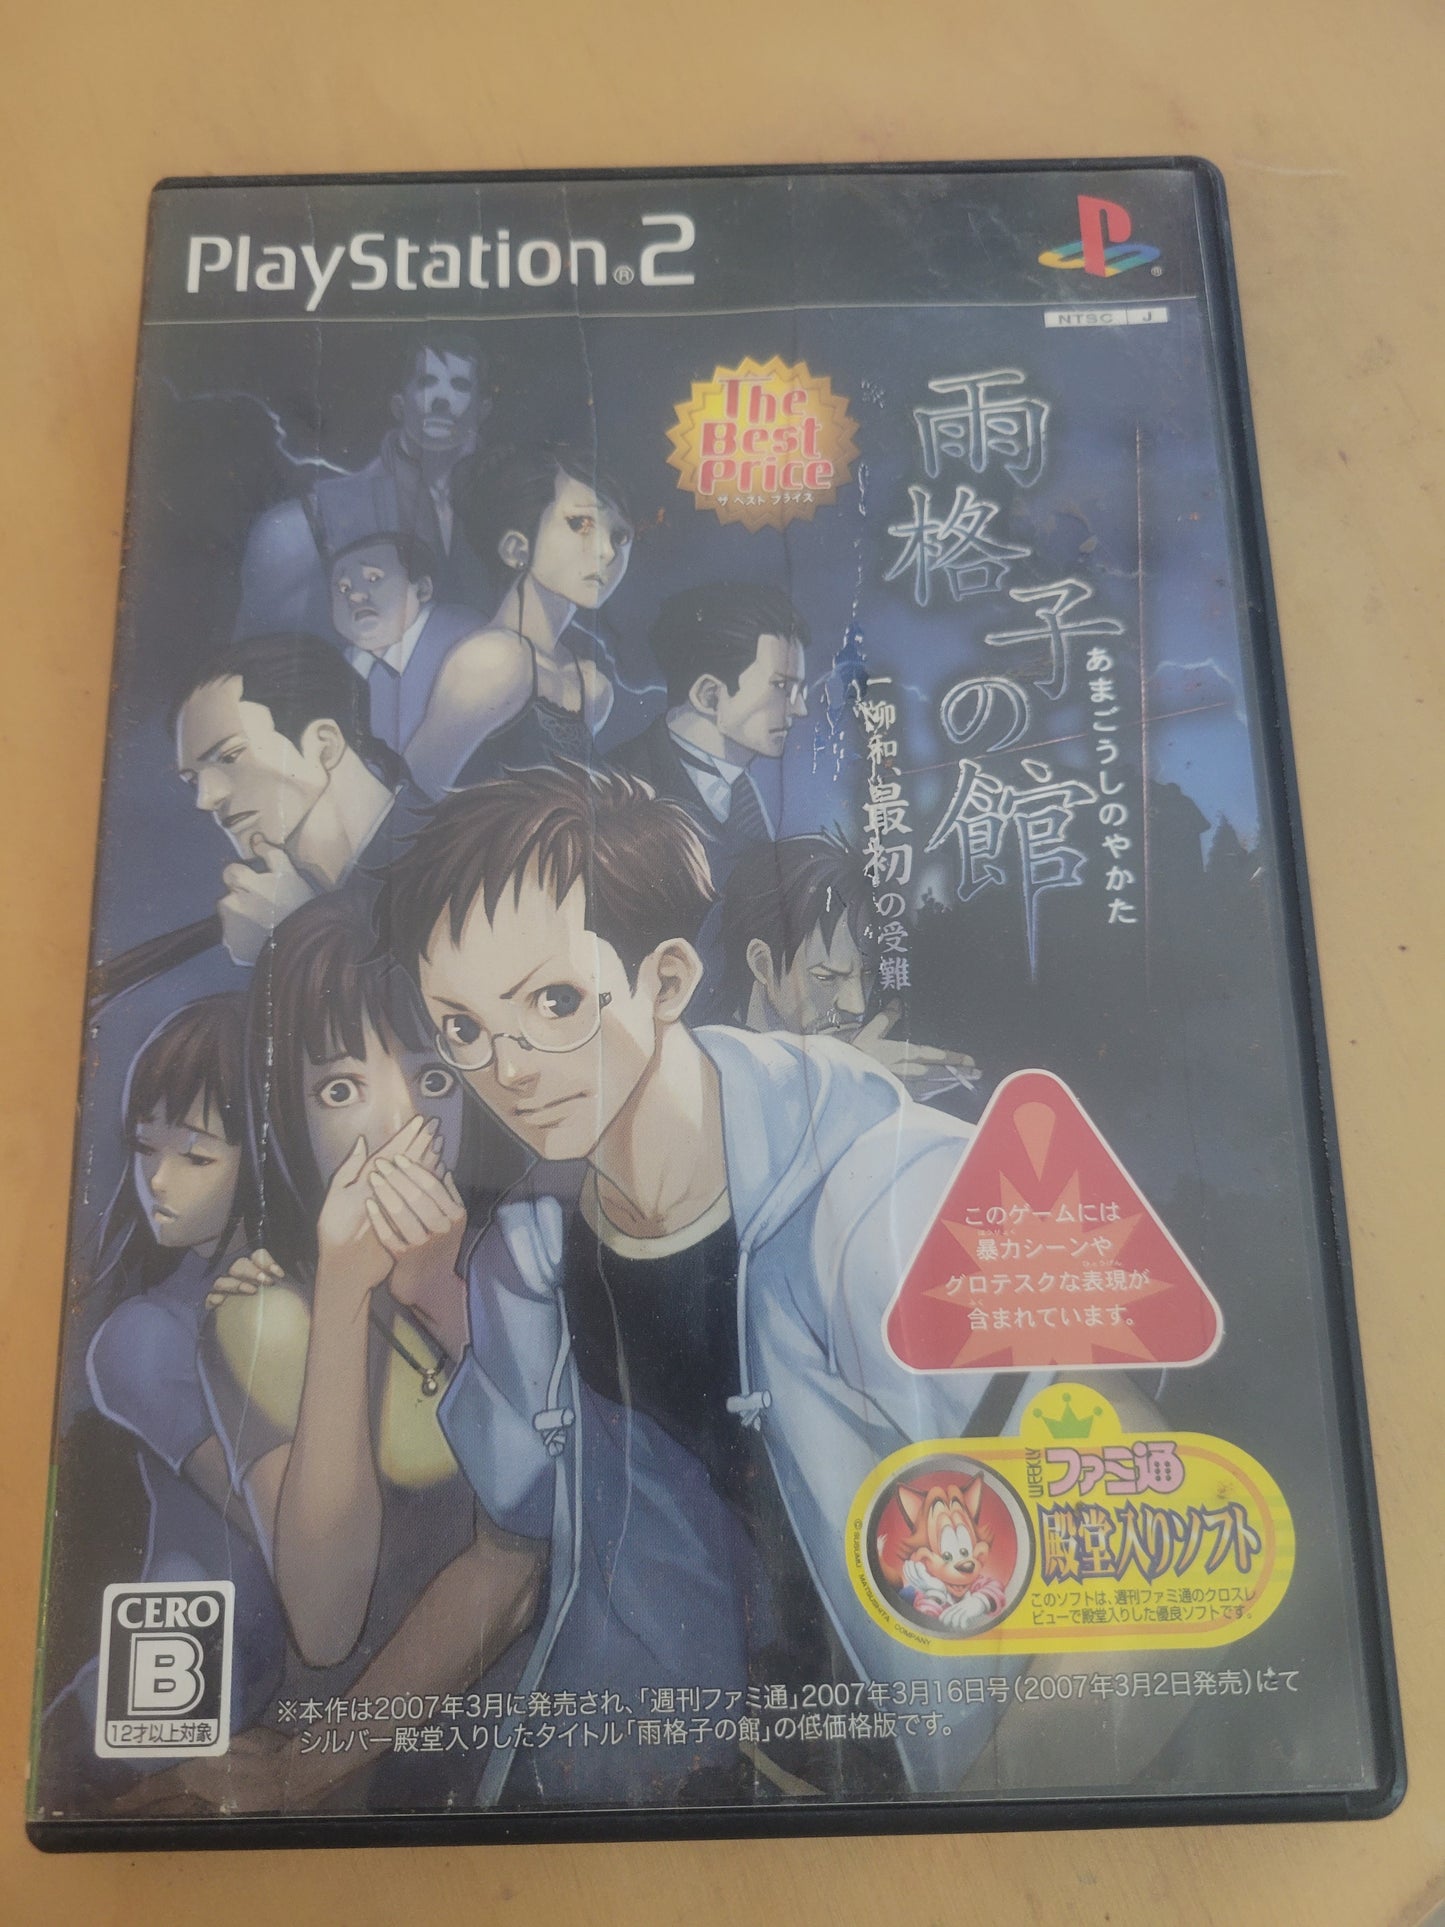 PlayStation®2
NTSC J
The
Best
Price
ザ ベスト プライス
雨格子の館
あまごうしのやかた
一柳和、最初の受難
このゲームには
暴力シーンや
グロテスクな表現が
含まれています。
WEEKLY ファミ通
殿堂入りソフト
このソフトは、週刊ファミ通のクロスレ
ビューで殿堂入りした優良ソフトです。
©SUSUMU MATSUSHITA COMPANY
CERO
B
12才以上対象
※本作は2007年3月に発売され、「週刊ファミ通」2007年3月16日号(2007年3月2日発売)にて
シルバー殿堂入りしたタイトル「雨格子の館」の低価格版です。